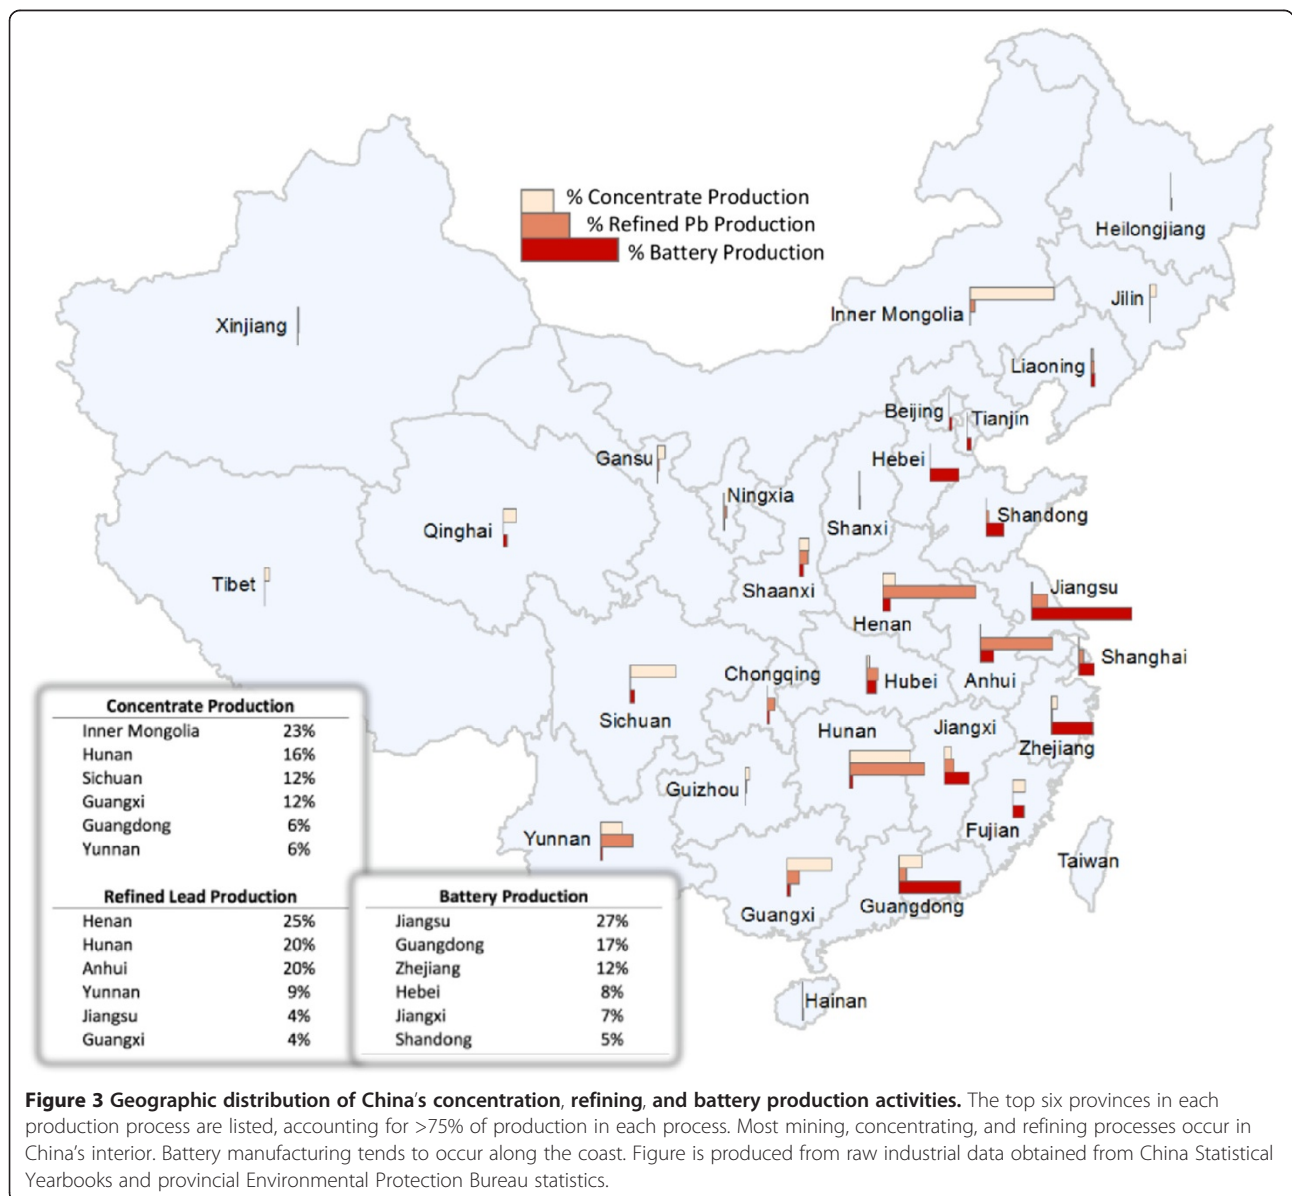 % Concentrate Production
% Refined Pb Production
% Battery Production
Heilongjiang
Jilin
Inner Mongolia
Xinjiang
Liaoning
Beijing
Tianjin
Hebei
Gansu
Ningxia
Shanxi
Shandong
Qinghai
Tibet
Shaanxi
Henan
Jiangsu
Shanghai
Anhui
Hubei
Chongqing
Sichuan
Hunan
Jiangxi
Zhejiang
Guizhou
Fujian
Yunnan
Taiwan
Guangxi
Guangdong
Hainan
Concentrate Production
Inner Mongolia 23%
Hunan 16%
Sichuan 12%
Guangxi 12%
Guangdong 6%
Yunnan 6%
Refined Lead Production
Henan 25%
Hunan 20%
Anhui 20%
Yunnan 9%
Jiangsu 4%
Guangxi 4%
Battery Production
Jiangsu 27%
Guangdong 17%
Zhejiang 12%
Hebei 8%
Jiangxi 7%
Shandong 5%
Figure 3 Geographic distribution of China's concentration, refining, and battery production activities. The top six provinces in each
production process are listed, accounting for >75% of production in each process. Most mining, concentrating, and refining processes occur in
China's interior. Battery manufacturing tends to occur along the coast. Figure is produced from raw industrial data obtained from China Statistical
Yearbooks and provincial Environmental Protection Bureau statistics.